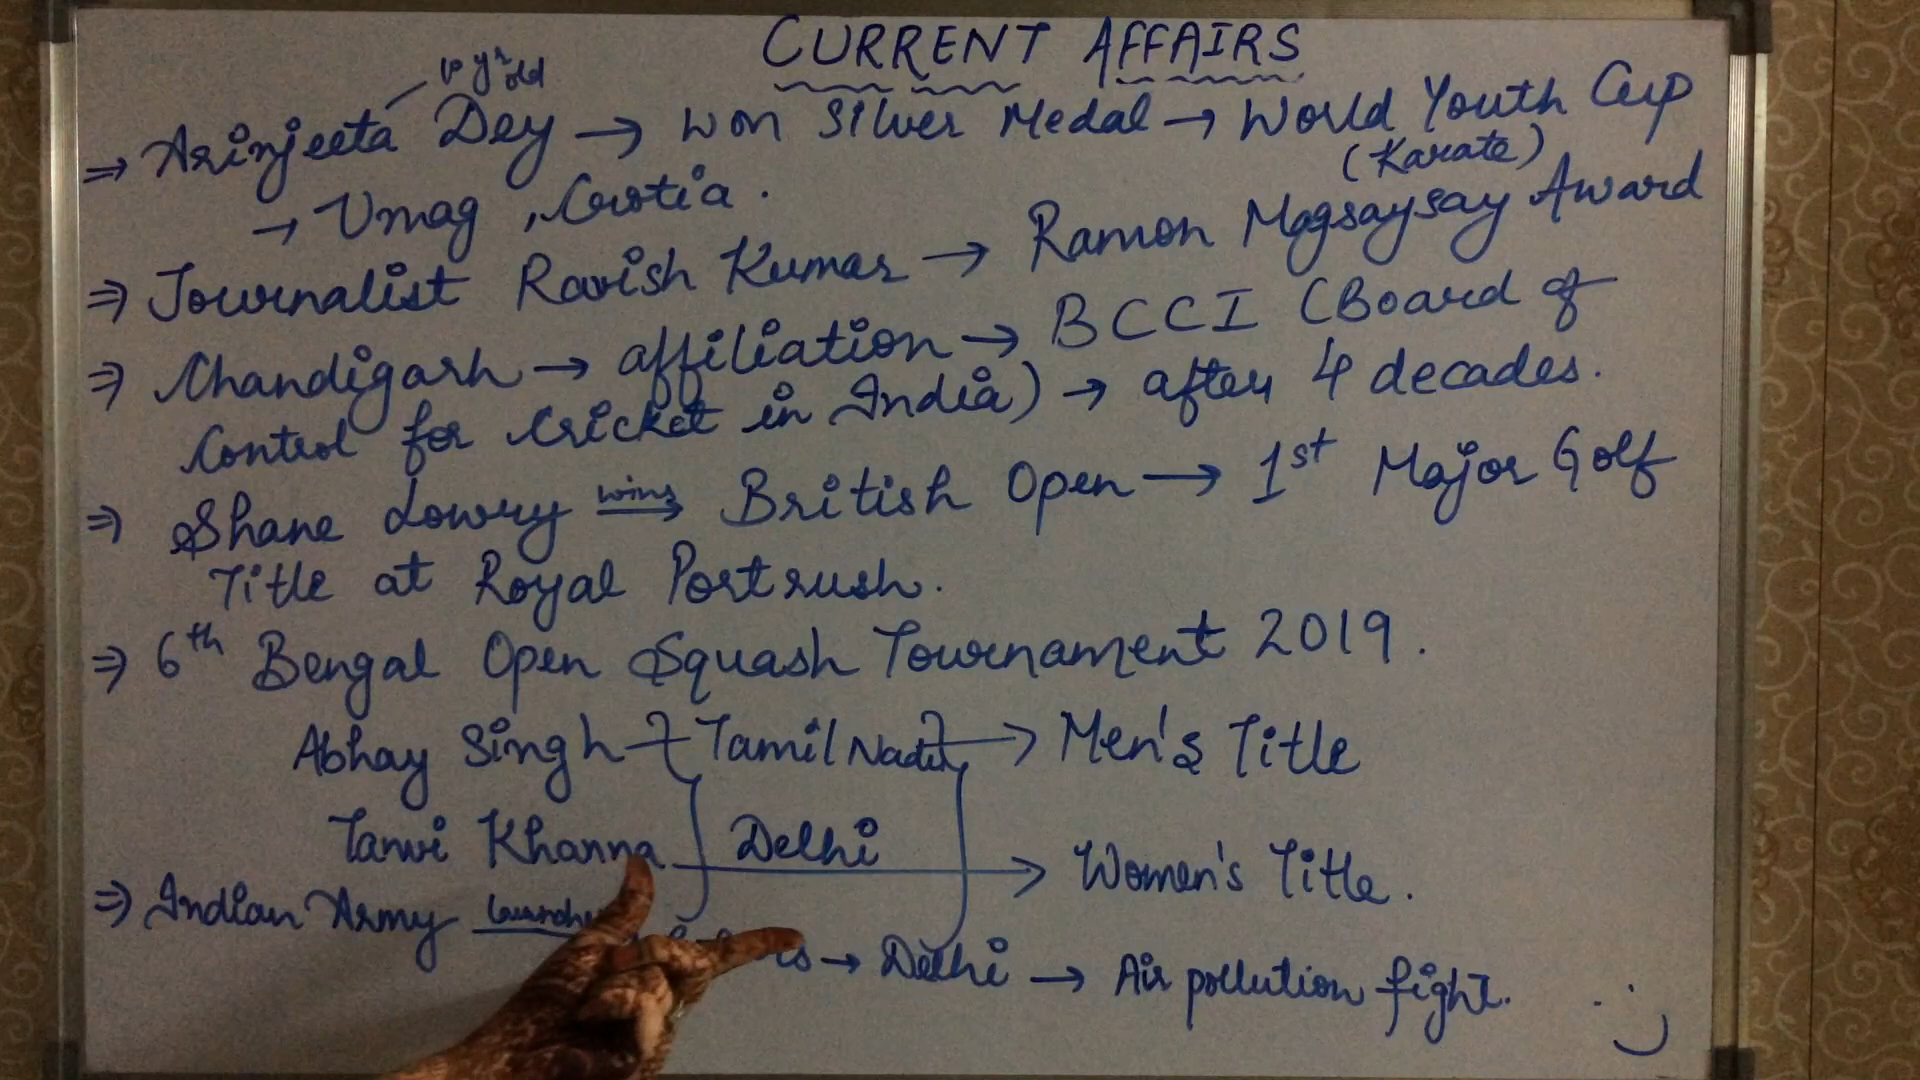 CURRENT AFFAIRS
yr old
⇒ Arinjeeta Dey → won Silver Medal → World Youth Cup
(Karate)
→ Umag, Crotia.
⇒ Journalist Ravish Kumar → Ramon Magsaysay Award
⇒ Chandigarh → affiliation → BCCI (Board of
Control for Cricket in India) → after 4 decades.
⇒ Shane Lowry wins → British Open → 1st Major Golf
Title at Royal Portrush.
⇒ 6th Bengal Open Squash Tournament 2019.
Abhay Singh - { Tamil Nadu } → Men's Title
Tanvi Khanna { Delhi } → Women's Title.
⇒ Indian Army → Delhi → Air pollution fight.